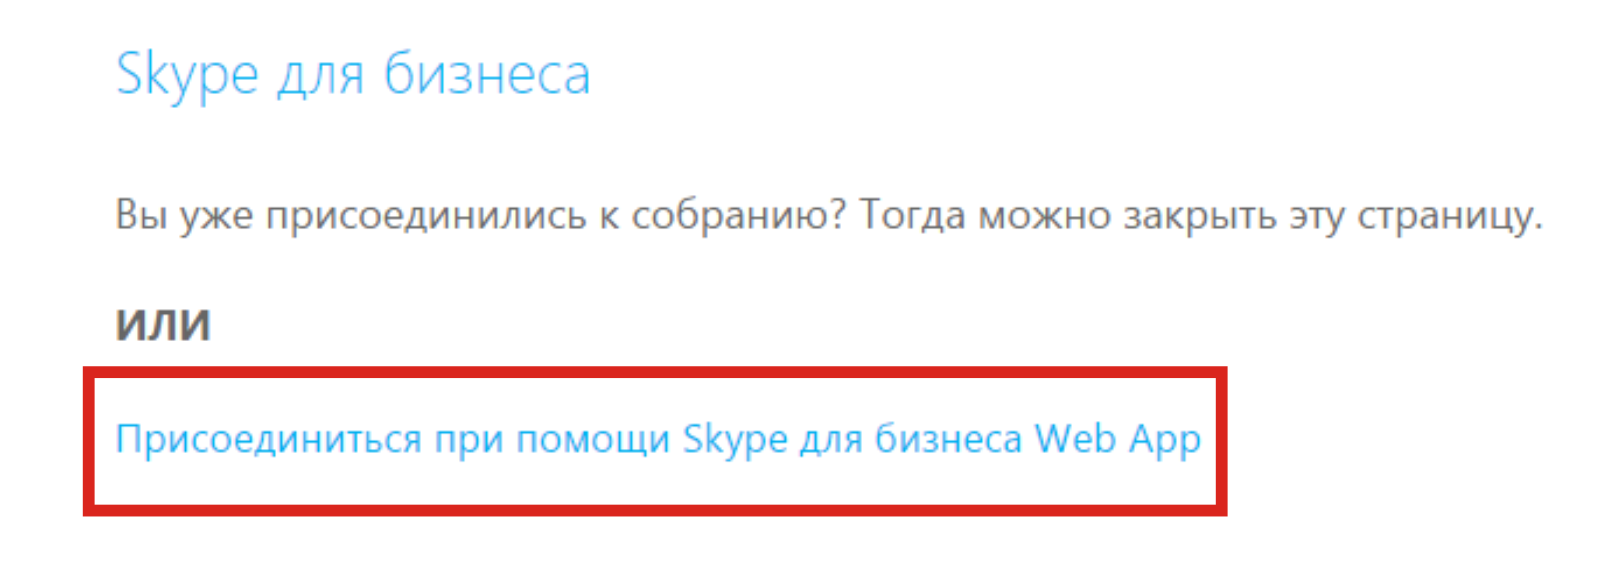 Skype для бизнеса
Вы уже присоединились к собранию? Тогда можно закрыть эту страницу.
ИЛИ
Присоединиться при помощи Skype для бизнеса Web App